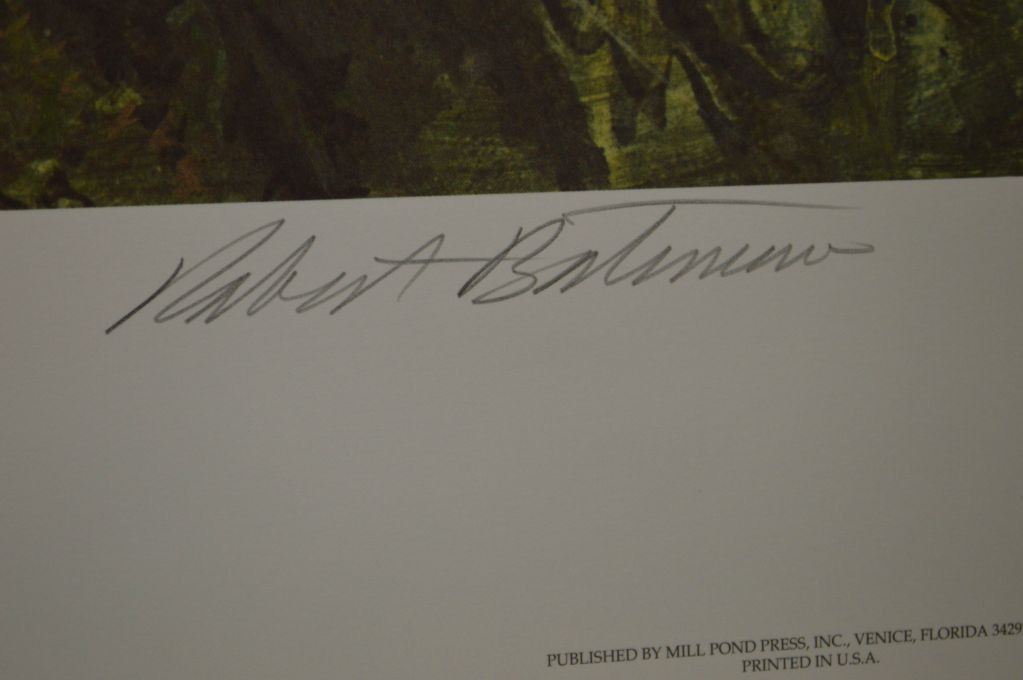 Robert Bateman
PUBLISHED BY MILL POND PRESS, INC., VENICE, FLORIDA 3429
PRINTED IN U.S.A.